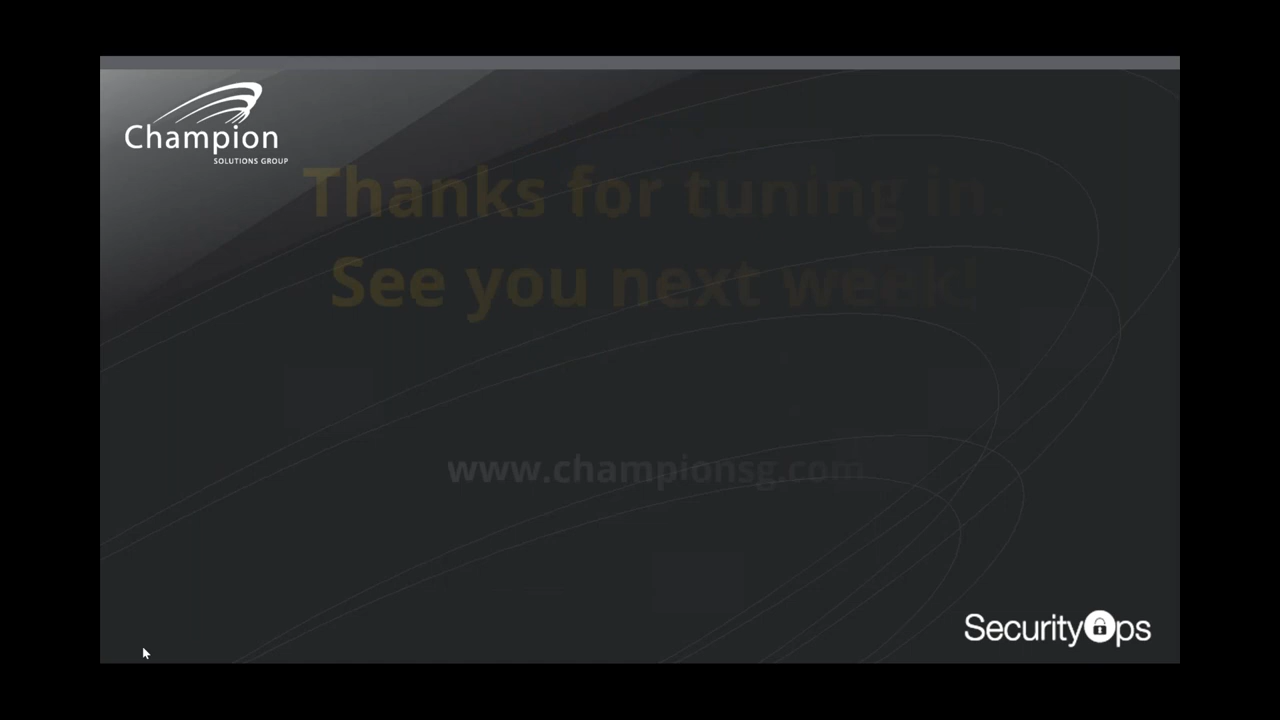 Champion
SOLUTIONS GROUP
Thanks for tuning in.
See you next week!
www.championsg.com
SecurityOps